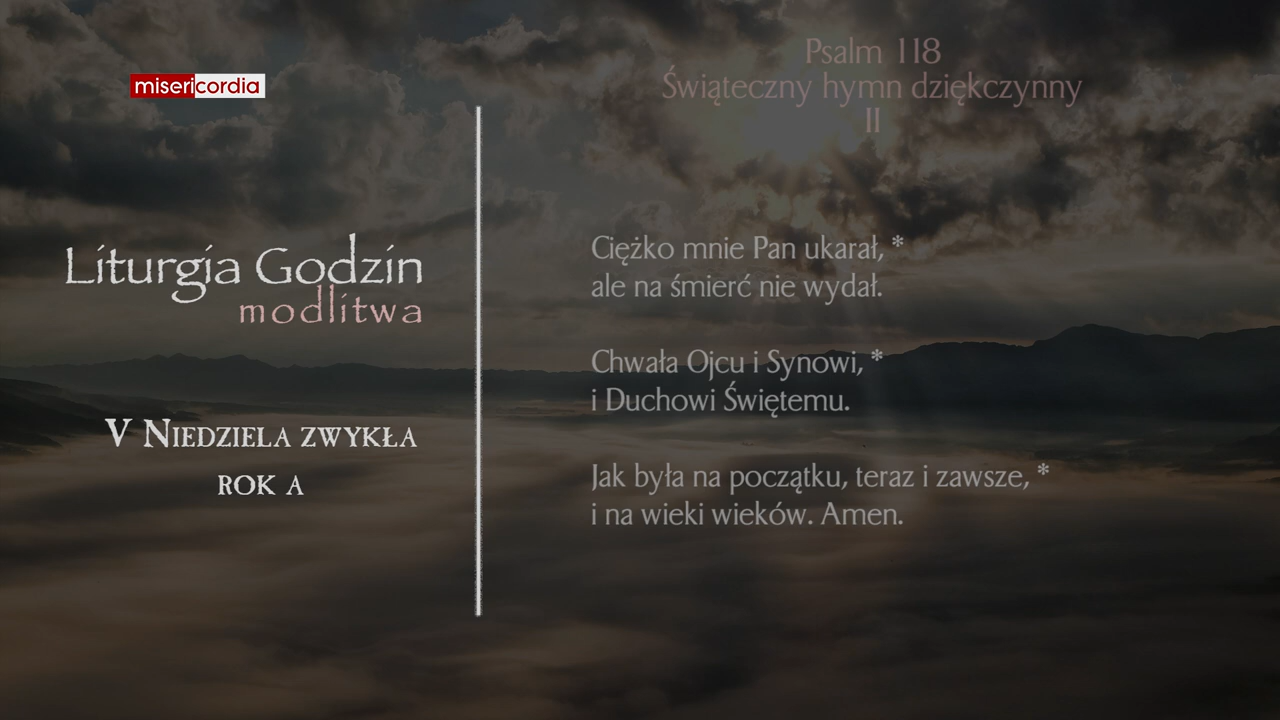 misericordia
Liturgia Godzin
modlitwa
V Niedziela zwykła
rok a
Psalm 118
Świąteczny hymn dziękczynny
II
Ciężko mnie Pan ukarał, *
ale na śmierć nie wydał.
Chwała Ojcu i Synowi, *
i Duchowi Świętemu.
Jak była na początku, teraz i zawsze, *
i na wieki wieków. Amen.